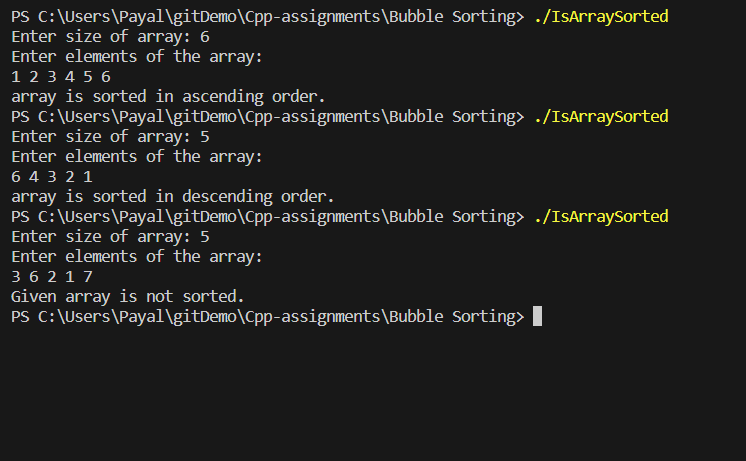 PS C:\Users\Payal\gitDemo\Cpp-assignments\Bubble Sorting> ./IsArraySorted
Enter size of array: 6
Enter elements of the array:
1 2 3 4 5 6
array is sorted in ascending order.
PS C:\Users\Payal\gitDemo\Cpp-assignments\Bubble Sorting> ./IsArraySorted
Enter size of array: 5
Enter elements of the array:
6 4 3 2 1
array is sorted in descending order.
PS C:\Users\Payal\gitDemo\Cpp-assignments\Bubble Sorting> ./IsArraySorted
Enter size of array: 5
Enter elements of the array:
3 6 2 1 7
Given array is not sorted.
PS C:\Users\Payal\gitDemo\Cpp-assignments\Bubble Sorting>